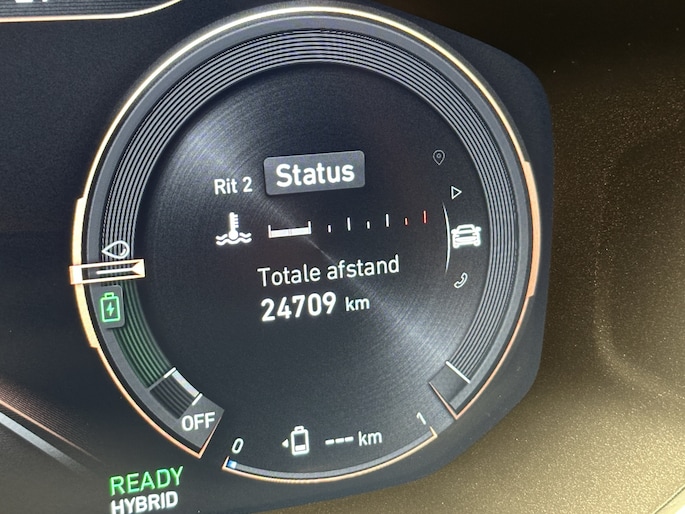 Rit 2 Status
Totale afstand
24709 km
OFF
0 --- km 1
READY
HYBRID